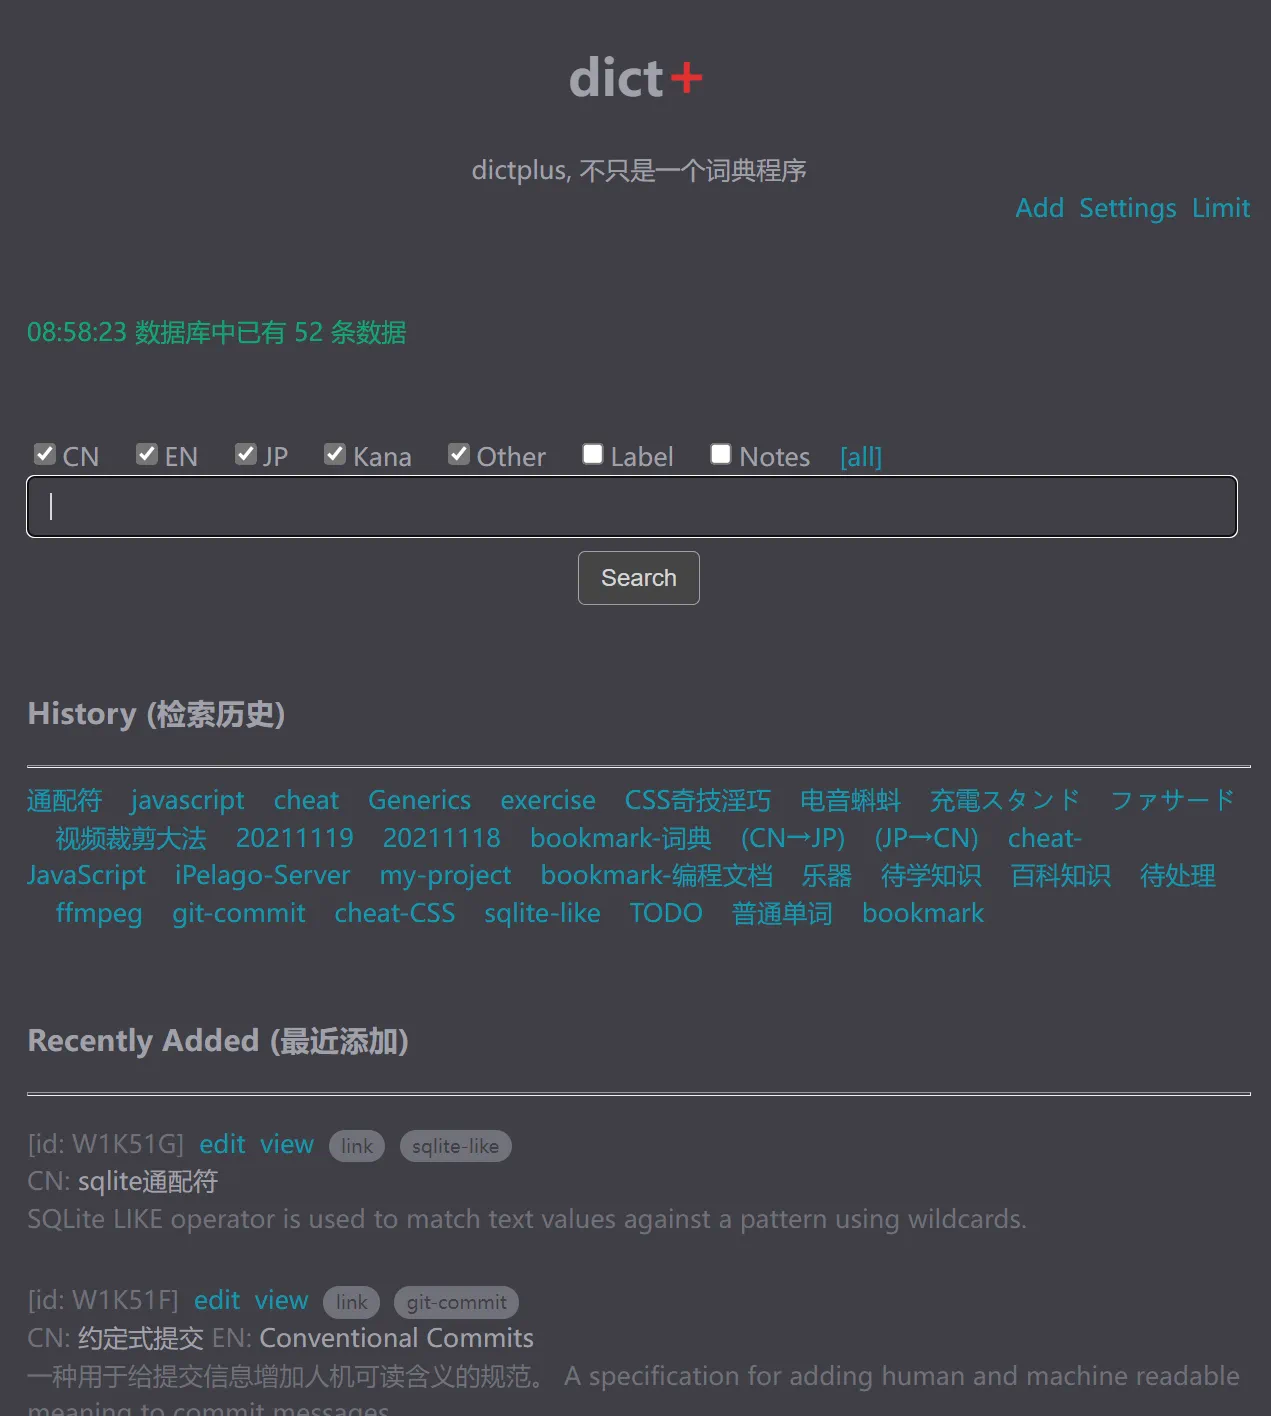 dict+
dictplus, 不只是一个词典程序
Add Settings Limit
08:58:23 数据库中已有 52 条数据
CN EN JP Kana Other Label Notes [all]
Search
History (检索历史)
通配符 javascript cheat Generics exercise CSS奇技淫巧 电音蝌蚪 充電スタンド ファサード
视频裁剪大法 20211119 20211118 bookmark-词典 (CN→JP) (JP→CN) cheat-
JavaScript iPelago-Server my-project bookmark-编程文档 乐器 待学知识 百科知识 待处理
ffmpeg git-commit cheat-CSS sqlite-like TODO 普通单词 bookmark
Recently Added (最近添加)
[id: W1K51G] edit view link sqlite-like
CN: sqlite通配符
SQLite LIKE operator is used to match text values against a pattern using wildcards.
[id: W1K51F] edit view link git-commit
CN: 约定式提交 EN: Conventional Commits
一种用于给提交信息增加人机可读含义的规范。 A specification for adding human and machine readable
meaning to commit messages